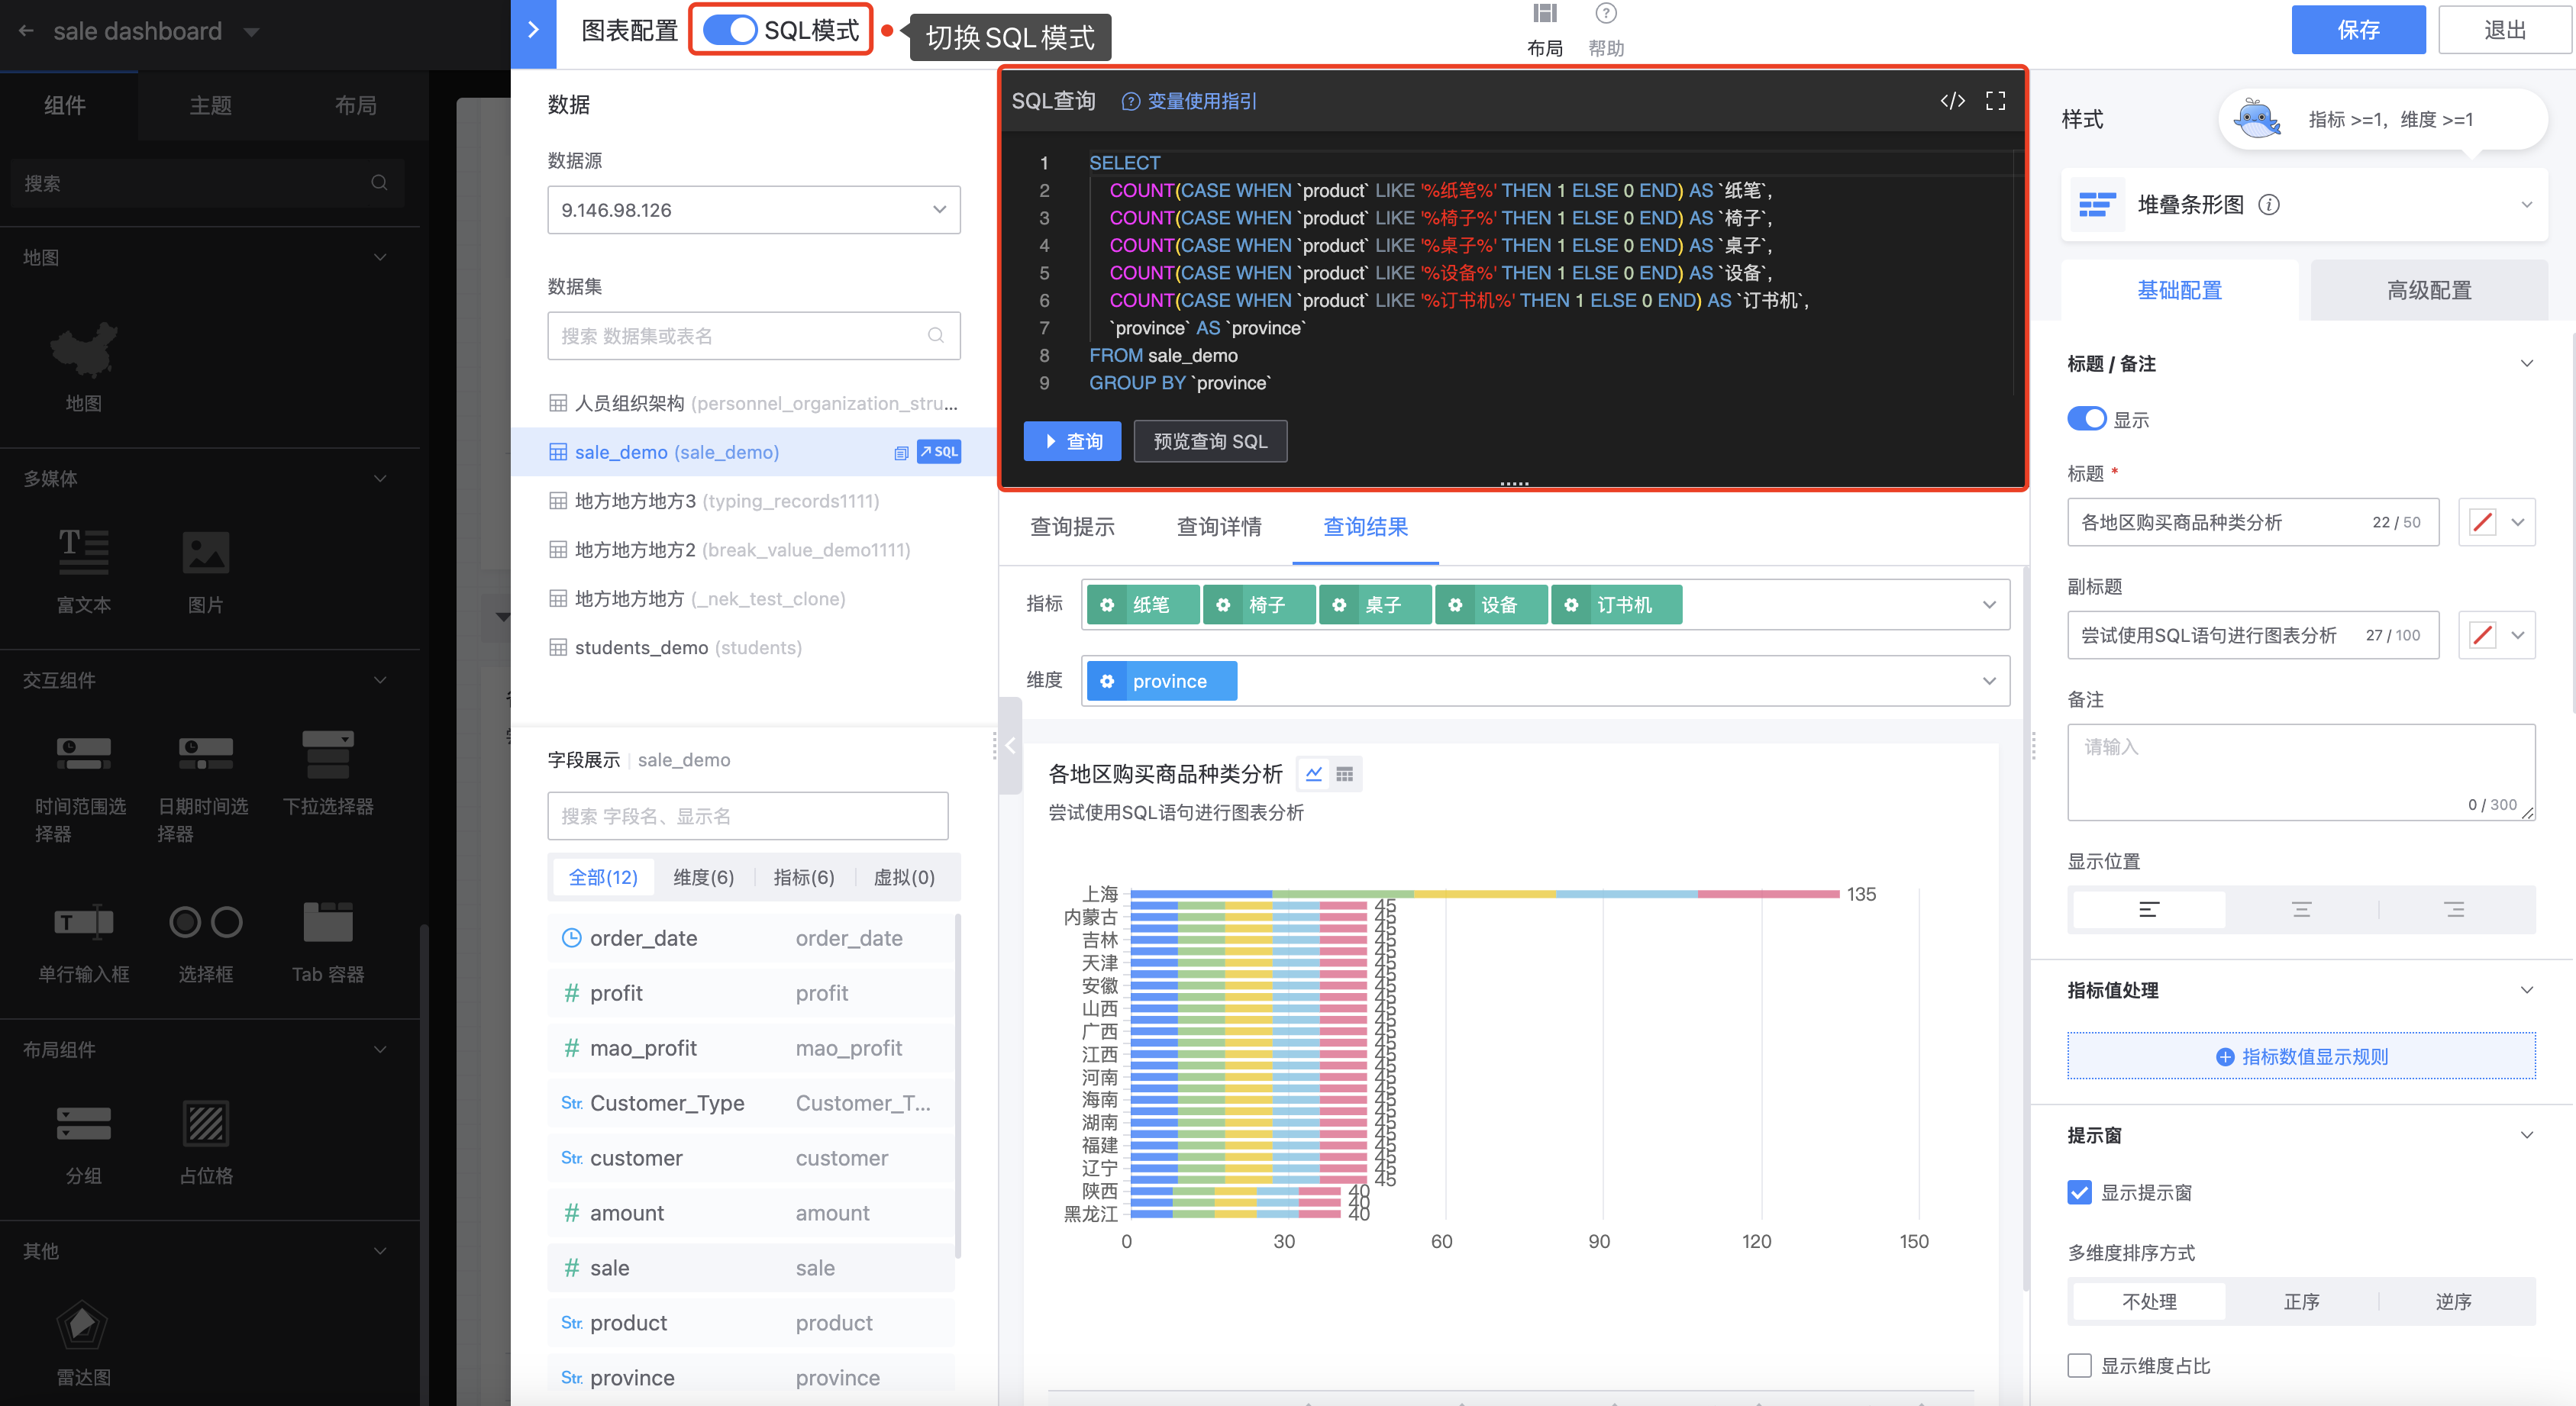 sale dashboard
图表配置
SQL模式
切换SQL模式
布局
帮助
保存
退出
组件
主题
布局
搜索
地图
地图
多媒体
富文本
图片
交互组件
时间范围选择器
日期时间选择器
下拉选择器
单行输入框
选择框
Tab 容器
布局组件
分组
占位格
其他
雷达图
数据
数据源
9.146.98.126
数据集
搜索 数据集或表名
人员组织架构 (personnel_organization_stru...
sale_demo (sale_demo)
SQL
地方地方地方3 (typing_records1111)
地方地方地方2 (break_value_demo1111)
地方地方地方 (_nek_test_clone)
students_demo (students)
字段展示 sale_demo
搜索 字段名、显示名
全部(12) 维度(6) 指标(6) 虚拟(0)
order_date order_date
# profit profit
# mao_profit mao_profit
Str. Customer_Type Customer_T...
Str. customer customer
# amount amount
# sale sale
Str. product product
Str. province province
SQL查询
变量使用指引
1 SELECT
2 COUNT(CASE WHEN `product` LIKE '%纸笔%' THEN 1 ELSE 0 END) AS `纸笔`,
3 COUNT(CASE WHEN `product` LIKE '%椅子%' THEN 1 ELSE 0 END) AS `椅子`,
4 COUNT(CASE WHEN `product` LIKE '%桌子%' THEN 1 ELSE 0 END) AS `桌子`,
5 COUNT(CASE WHEN `product` LIKE '%设备%' THEN 1 ELSE 0 END) AS `设备`,
6 COUNT(CASE WHEN `product` LIKE '%订书机%' THEN 1 ELSE 0 END) AS `订书机`,
7 `province` AS `province`
8 FROM sale_demo
9 GROUP BY `province`
查询
预览查询 SQL
查询提示
查询详情
查询结果
指标
纸笔
椅子
桌子
设备
订书机
维度
province
各地区购买商品种类分析
尝试使用SQL语句进行图表分析
上海 135
45
内蒙古 45
45
吉林 45
45
天津 45
45
安徽 45
45
山西 45
45
广西 45
45
江西 45
45
河南 45
45
海南 45
45
湖南 45
45
福建 45
45
辽宁 45
45
陕西 40
40
黑龙江 40
0 30 60 90 120 150
样式
指标 >=1, 维度 >=1
堆叠条形图
基础配置
高级配置
标题 / 备注
显示
标题 *
各地区购买商品种类分析 22 / 50
副标题
尝试使用SQL语句进行图表分析 27 / 100
备注
请输入
0 / 300
显示位置
指标值处理
指标数值显示规则
提示窗
显示提示窗
多维度排序方式
不处理
正序
逆序
显示维度占比